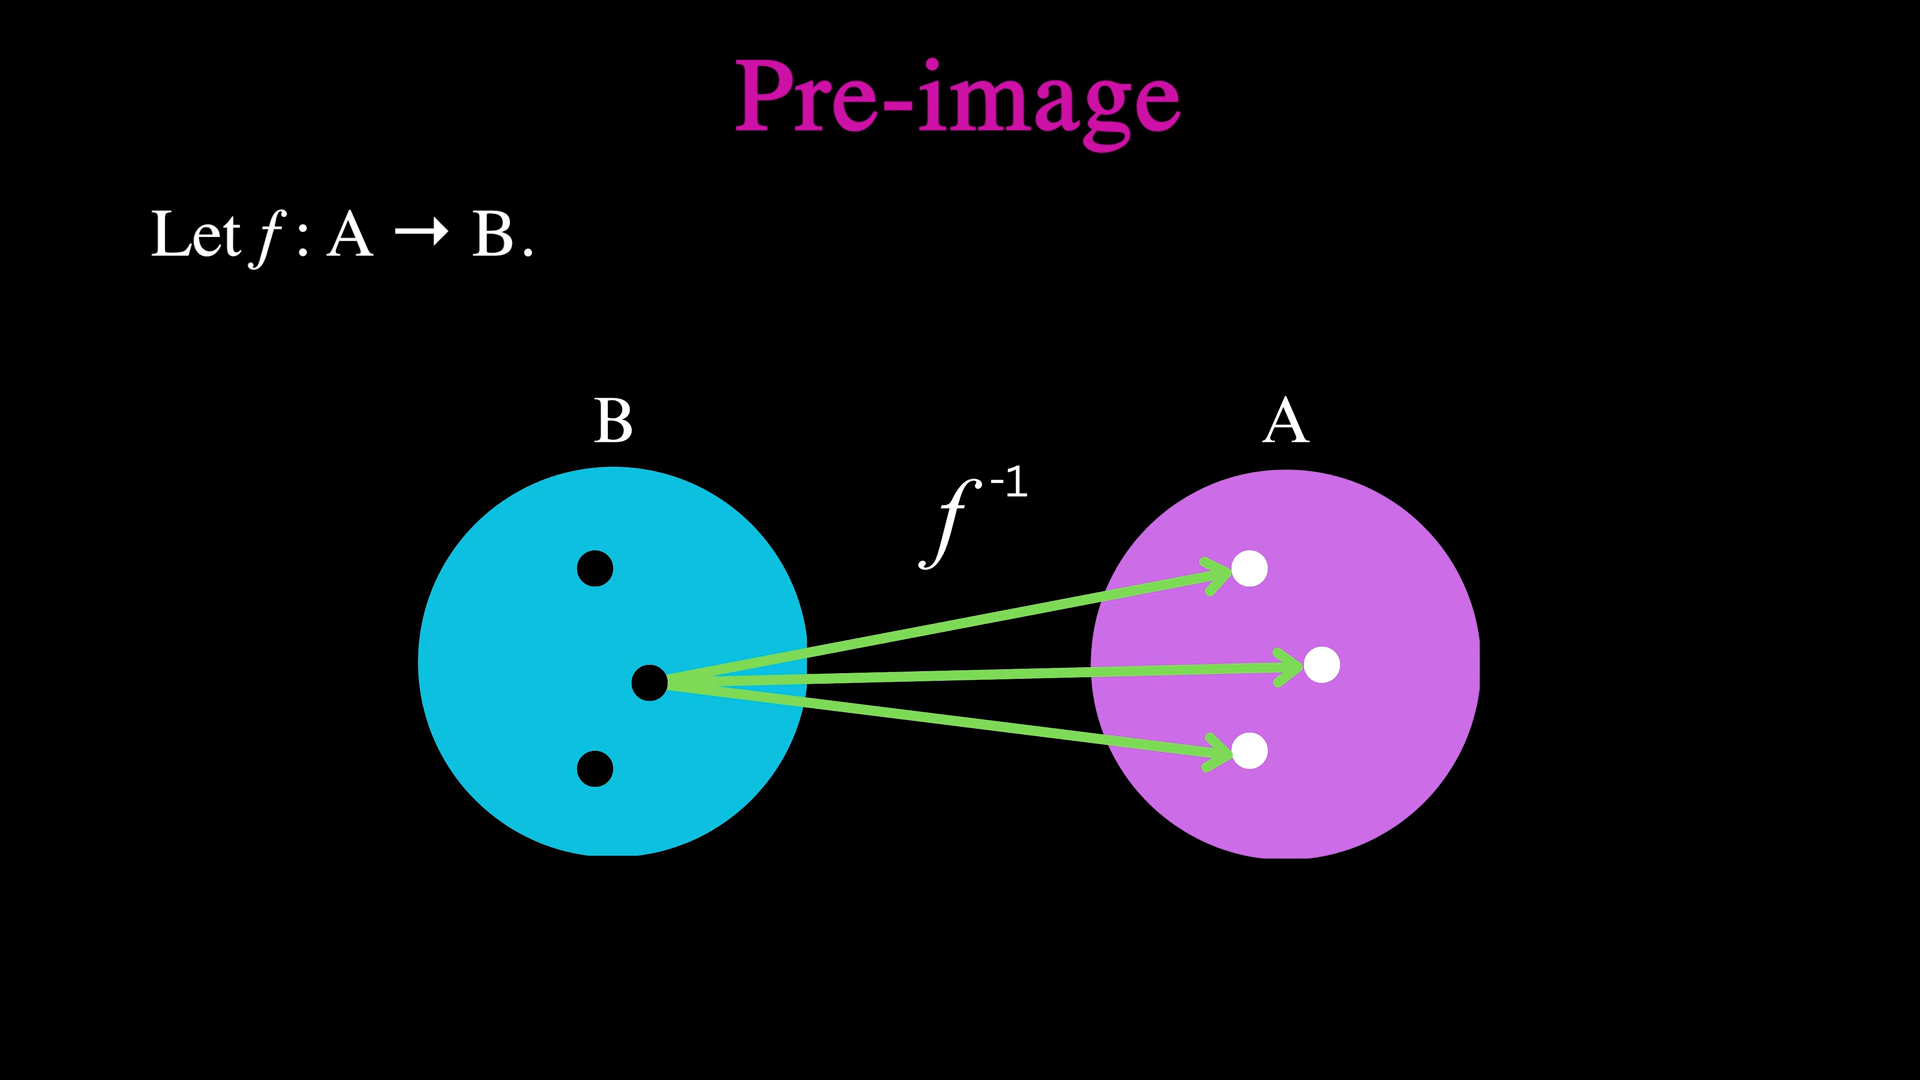 Pre-image
Let f : A → B.
B
A
f⁻¹